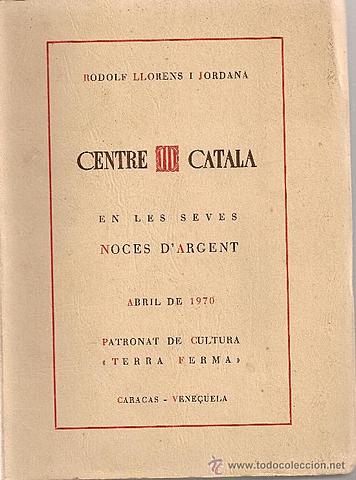 RODOLF LLORENS I JORDANA
CENTRE CATALA
EN LES SEVES
NOCES D'ARGENT
ABRIL DE 1970
PATRONAT DE CULTURA
«TERRA FERMA»
CARACAS - VENEÇUELA
www.todocoleccion.net